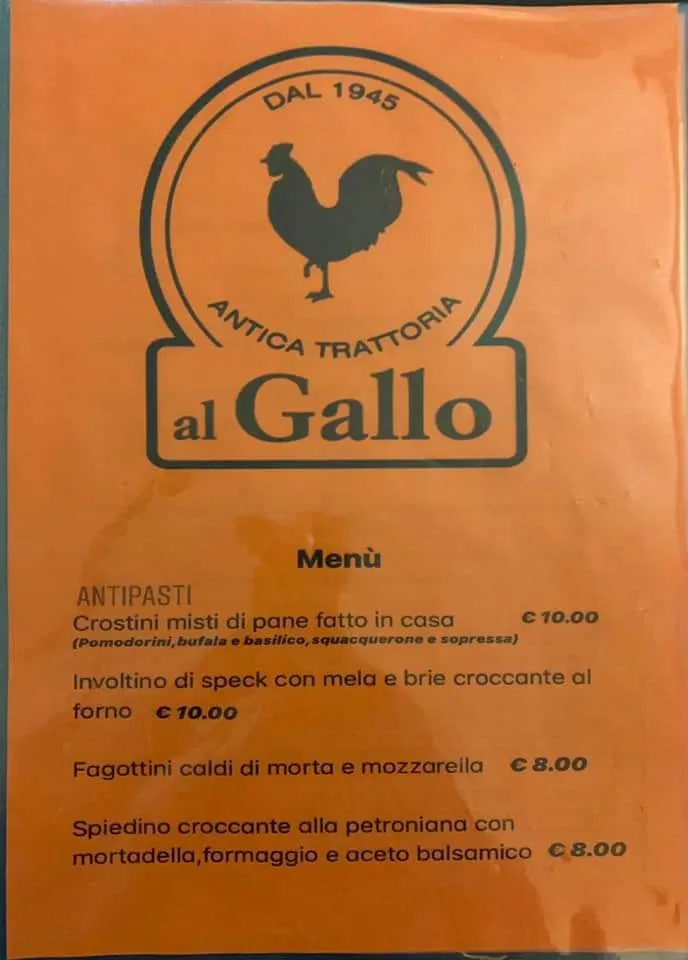 DAL 1945
ANTICA TRATTORIA
al Gallo
Menù
ANTIPASTI
Crostini misti di pane fatto in casa € 10.00
(Pomodorini,bufala e basilico,squacquerone e sopressa)
Involtino di speck con mela e brie croccante al
forno € 10.00
Fagottini caldi di morta e mozzarella € 8.00
Spiedino croccante alla petroniana con
mortadella,formaggio e aceto balsamico € 8.00